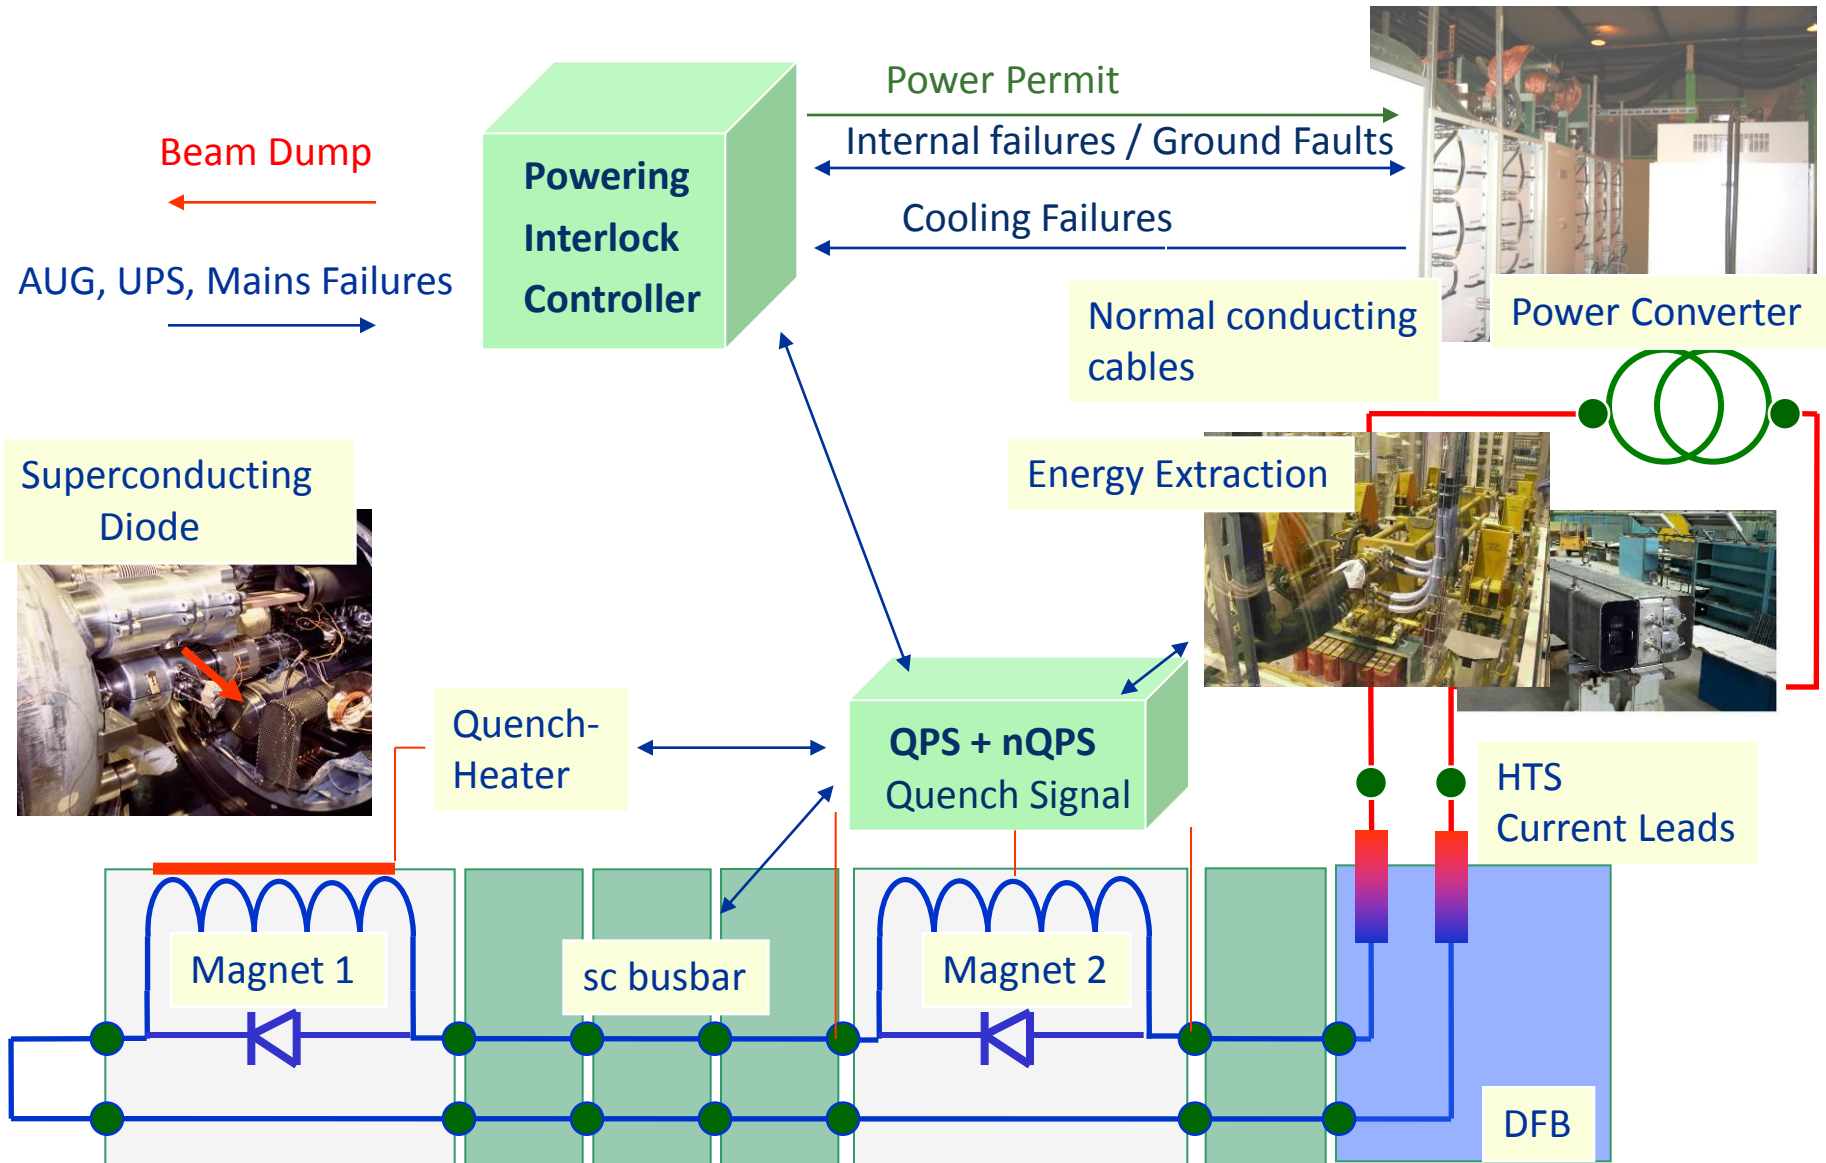 Power Permit
Beam Dump
Internal failures / Ground Faults
Powering
Interlock
Controller
Cooling Failures
AUG, UPS, Mains Failures
Normal conducting
cables
Power Converter
Superconducting
Diode
Energy Extraction
Quench-
Heater
QPS + nQPS
Quench Signal
HTS
Current Leads
Magnet 1
sc busbar
Magnet 2
DFB